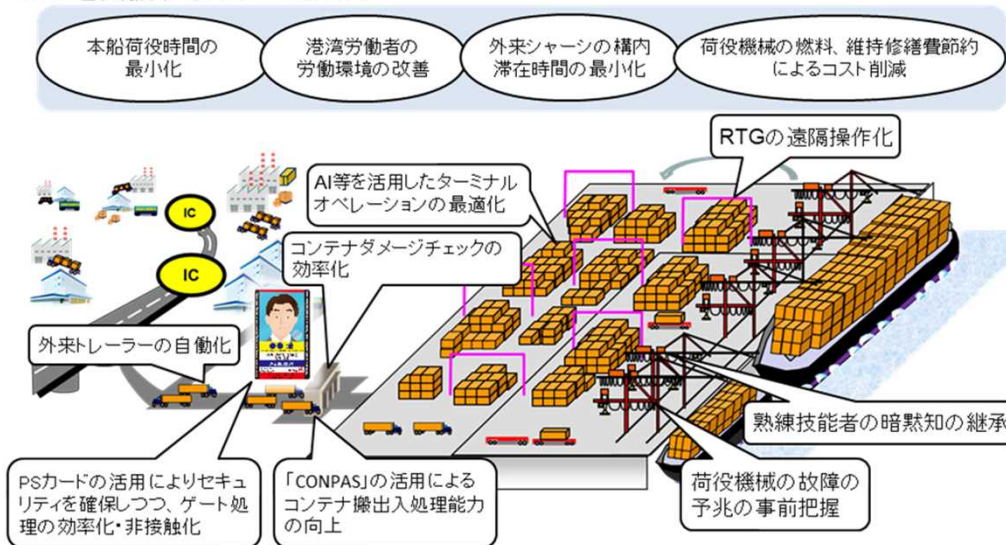 本船荷役時間の
最小化
港湾労働者の
労働環境の改善
外来シャーシの構内
滞在時間の最小化
荷役機械の燃料、維持修繕費節約
によるコスト削減
RTGの遠隔操作化
AI等を活用したターミナル
オペレーションの最適化
IC
コンテナダメージチェックの
効率化
IC
外来トレーラーの自働化
熟練技能者の暗黙知の継承
PSカードの活用によりセキュ
リティを確保しつつ、ゲート処
理の効率化・非接触化
「CONPAS」の活用による
コンテナ搬出入処理能力
の向上
荷役機械の故障の
予兆の事前把握